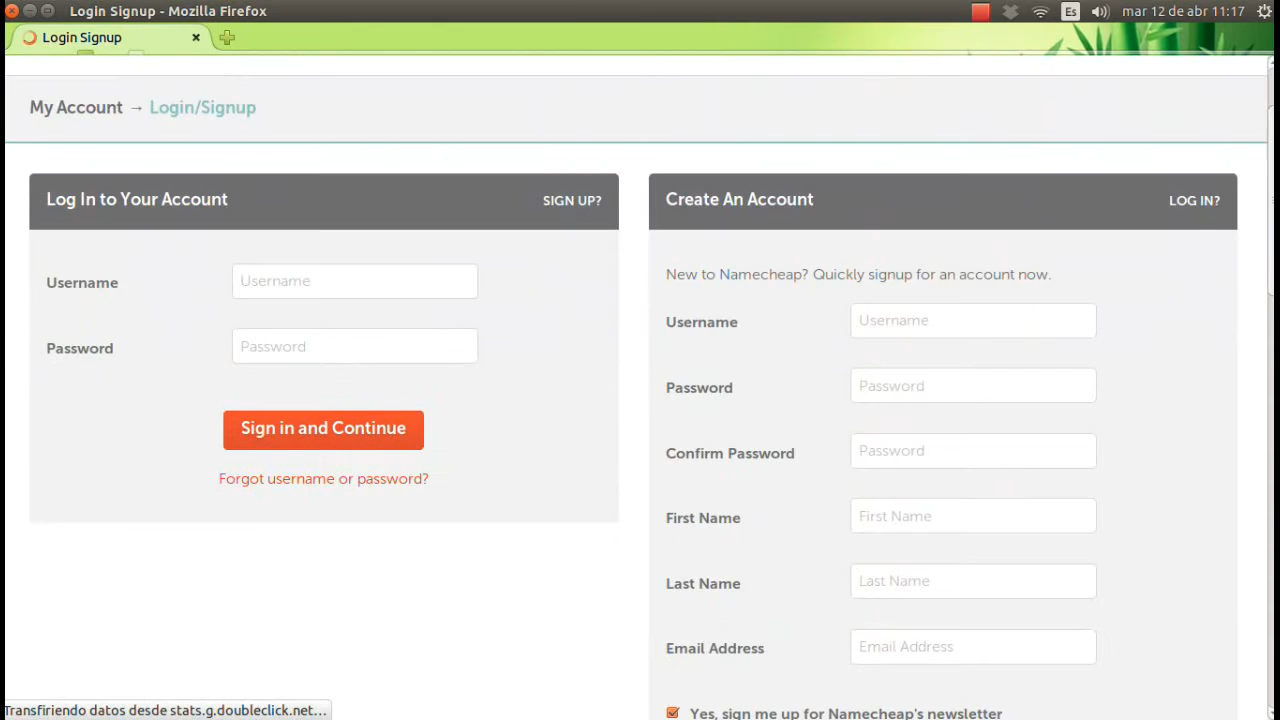 Login Signup - Mozilla Firefox
Es
mar 12 de abr 11:17
Login Signup
My Account → Login/Signup
Log In to Your Account
SIGN UP?
Username
Username
Password
Password
Sign in and Continue
Forgot username or password?
Create An Account
LOG IN?
New to Namecheap? Quickly signup for an account now.
Username
Username
Password
Password
Confirm Password
Password
First Name
First Name
Last Name
Last Name
Email Address
Email Address
Yes, sign me up for Namecheap's newsletter
Transfiriendo datos desde stats.g.doubleclick.net...